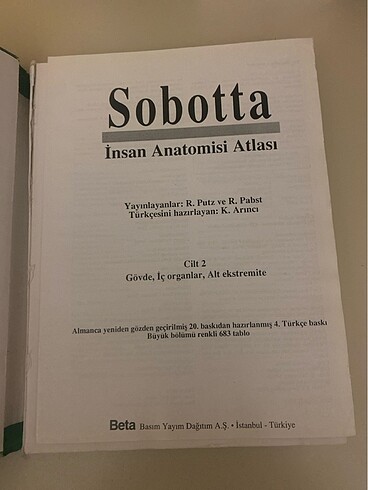 Sobotta
İnsan Anatomisi Atlası
Yayınlayanlar: R. Putz ve R. Pabst
Türkçesini hazırlayan: K. Arıncı
Cilt 2
Gövde, İç organlar, Alt ekstremite
Almanca yeniden gözden geçirilmiş 20. baskıdan hazırlanmış 4. Türkçe baskı
Büyük bölümü renkli 683 tablo
Beta Basım Yayım Dağıtım A.Ş. • İstanbul - Türkiye